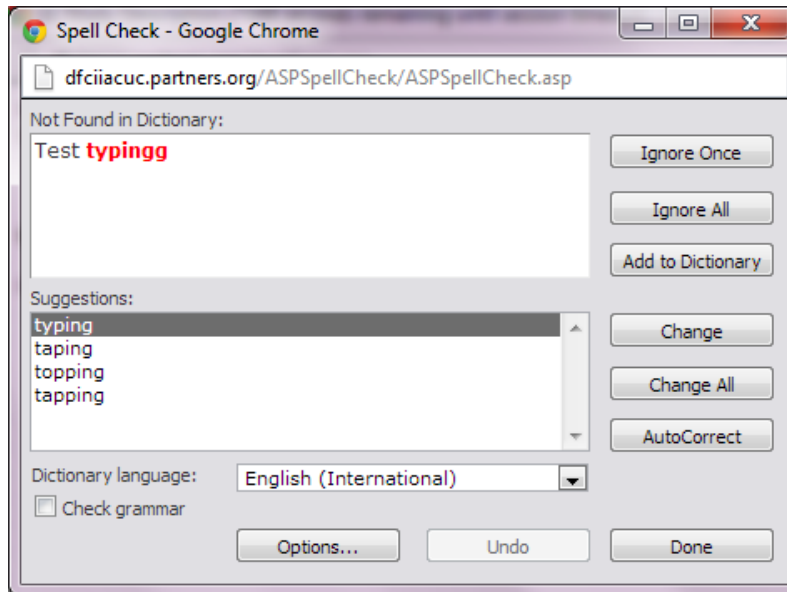 Spell Check - Google Chrome
dfciiacuc.partners.org/ASPSpellCheck/ASPSpellCheck.asp
Not Found in Dictionary:
Test typingg
Ignore Once
Ignore All
Add to Dictionary
Suggestions:
typing
taping
topping
tapping
Change
Change All
AutoCorrect
Dictionary language:
English (International)
Check grammar
Options...
Undo
Done